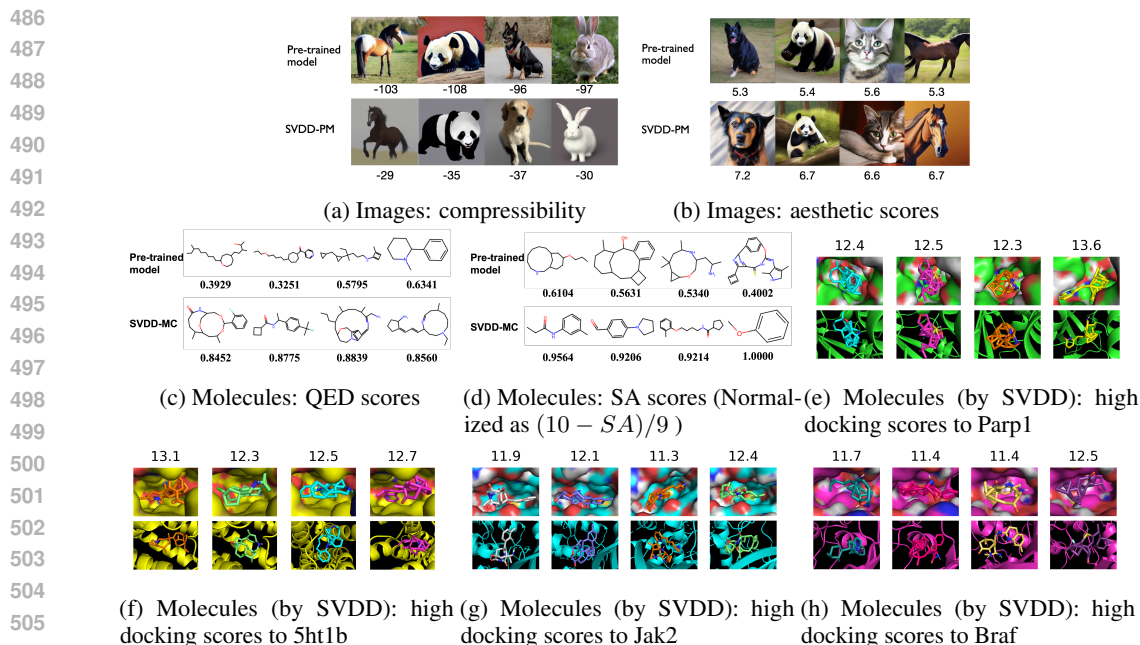 486
487
488
489
490
491
492
493
494
495
496
497
498
499
500
501
502
503
504
505
Pre-trained model
-103 -108 -96 -97
SVDD-PM
-29 -35 -37 -30
(a) Images: compressibility
Pre-trained model
5.3 5.4 5.6 5.3
SVDD-PM
7.2 6.7 6.6 6.7
(b) Images: aesthetic scores
Pre-trained model
0.3929 0.3251 0.5795 0.6341
SVDD-MC
0.8452 0.8775 0.8839 0.8560
(c) Molecules: QED scores
Pre-trained model
0.6104 0.5631 0.5340 0.4002
SVDD-MC
0.9564 0.9206 0.9214 1.0000
(d) Molecules: SA scores (Normal-
ized as (10 − SA)/9 )
12.4 12.5 12.3 13.6
(e) Molecules (by SVDD): high
docking scores to Parp1
13.1 12.3 12.5 12.7
(f) Molecules (by SVDD): high
docking scores to 5ht1b
11.9 12.1 11.3 12.4
(g) Molecules (by SVDD): high
docking scores to Jak2
11.7 11.4 11.4 12.5
(h) Molecules (by SVDD): high
docking scores to Braf